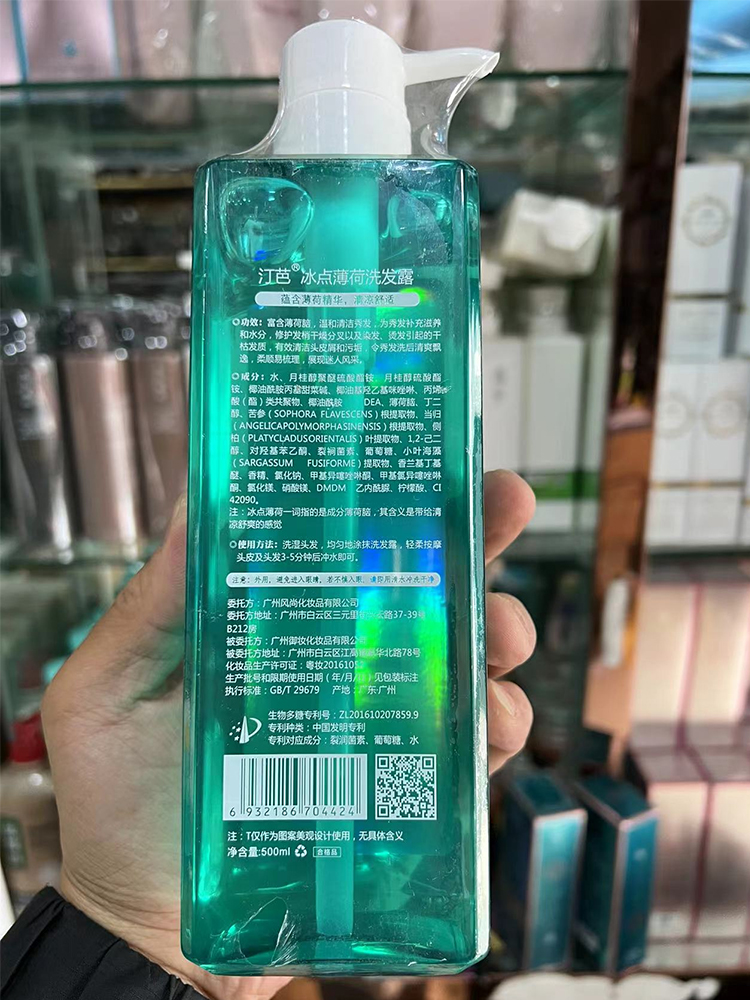 汀芭® 冰点薄荷洗发露
蕴含薄荷精华，清凉舒适
◎功效：富含薄荷脑，温和清洁秀发，为秀发补充滋养
和水分，修护发梢干燥分叉以及染发、烫发引起的干
枯发质，有效清洁头皮屑和污垢，令秀发洗后清爽飘
逸，柔顺易梳理，展现迷人风采。
◎成分：水、月桂醇聚醚硫酸酯铵、月桂醇硫酸酯
铵、椰油酰胺丙基甜菜碱、椰油基羟乙基咪唑啉、丙烯
酸（酯）类共聚物、椰油酰胺 DEA、薄荷脑、丁二
醇、苦参（SOPHORA FLAVESCENS）根提取物、当归
（ANGELICAPOLYMORPHASINENSIS）根提取物、侧
柏（PLATYCLADUSORIENTALIS）叶提取物、1,2-己二
醇、对羟基苯乙酮、裂裥菌素、葡萄糖、小叶海藻
（SARGASSUM FUSIFORME）提取物、香兰基丁基
醚、香精、氯化钠、甲基异噻唑啉酮、甲基氯异噻唑啉
酮、氯化镁、硝酸镁、DMDM 乙内酰脲、柠檬酸、CI
42090。
注：冰点薄荷一词指的是成分薄荷脑，其含义是带给清
凉舒爽的感觉
◎使用方法：洗湿头发，均匀地涂抹洗发露，轻柔按摩
头皮及头发3-5分钟后冲水即可。
注意：外用，避免进入眼睛，若不慎入眼，请即用清水冲洗干净
委托方：广州风尚化妆品有限公司
委托方地址：广州市白云区三元里 路37-39号
B212房
被委托方：广州御妆化妆品有限公司
被委托方地址：广州市白云区江高 华北路78号
化妆品生产许可证：粤妆2016105
生产批号和限期使用日期（年/月/ ）见包装标注
执行标准：GB/T 29679 产地：广东·广州
生物多糖专利号：ZL201610207859.9
专利种类：中国发明专利
专利对应成分：裂裥菌素、葡萄糖、水
6 932186 704424
注：T仅作为图案美观设计使用，无具体含义
净含量:500ml 合格品